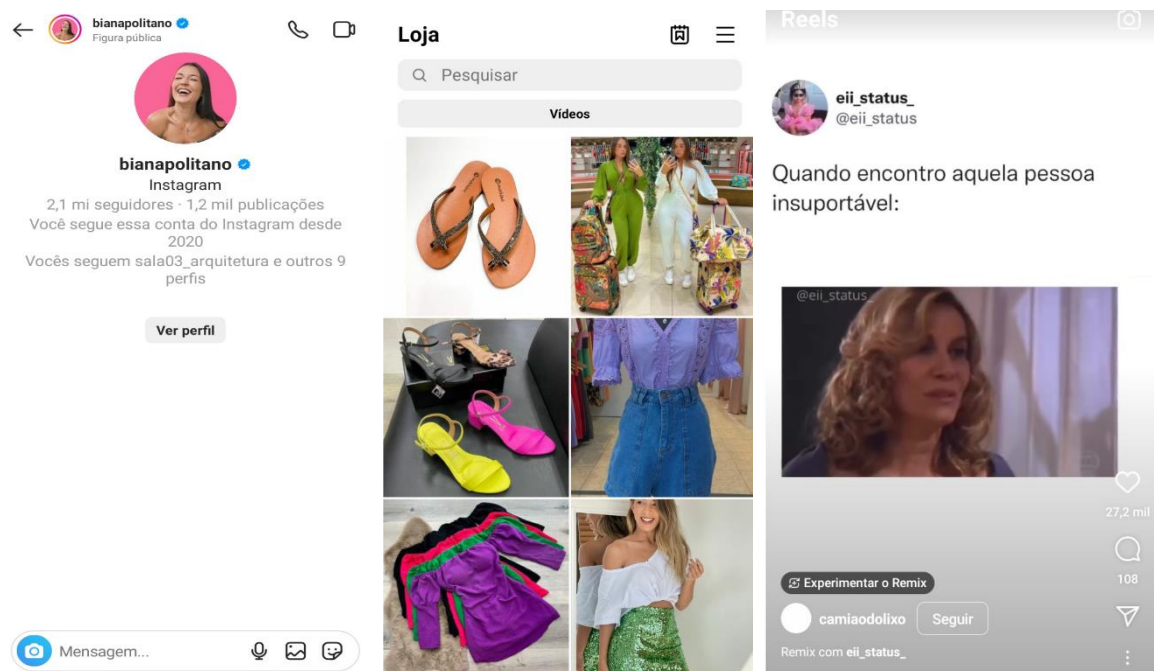 bianapolitano
Figura pública
bianapolitano
Instagram
2,1 mi seguidores · 1,2 mil publicações
Você segue essa conta do Instagram desde
2020
Vocês seguem sala03_arquitetura e outros 9
perfis
Ver perfil
Mensagem...
Loja
Pesquisar
Vídeos
Reels
eii_status_
@eii_status
Quando encontro aquela pessoa
insuportável:
@eii_status_
27,2 mil
108
Experimentar o Remix
camiaodolixo
Seguir
Remix com eii_status_